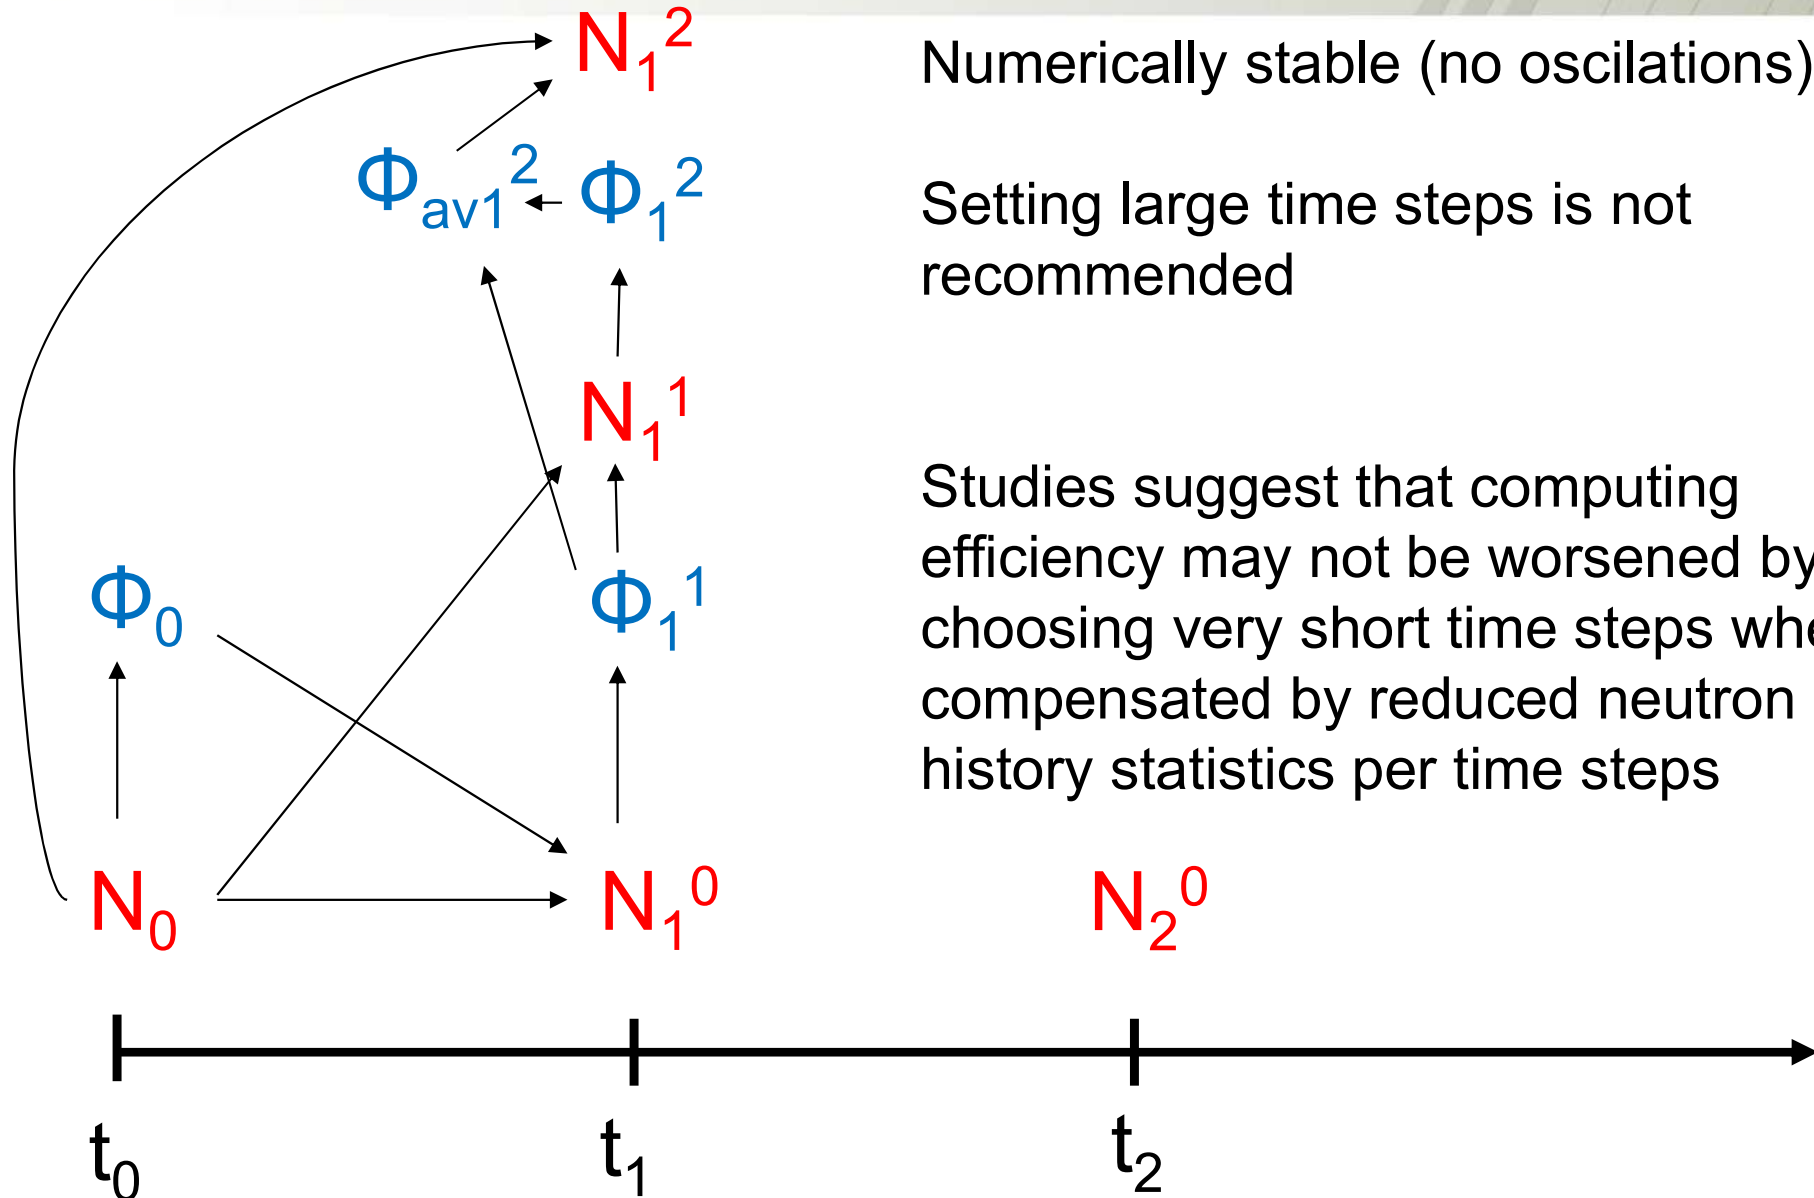 N₁²
Numerically stable (no oscilations)
Φav1² Φ₁²
Setting large time steps is not
recommended
N₁¹
Studies suggest that computing
efficiency may not be worsened by
Φ₀ Φ₁¹
choosing very short time steps whe
compensated by reduced neutron
history statistics per time steps
N₀ N₁⁰ N₂⁰
t₀ t₁ t₂